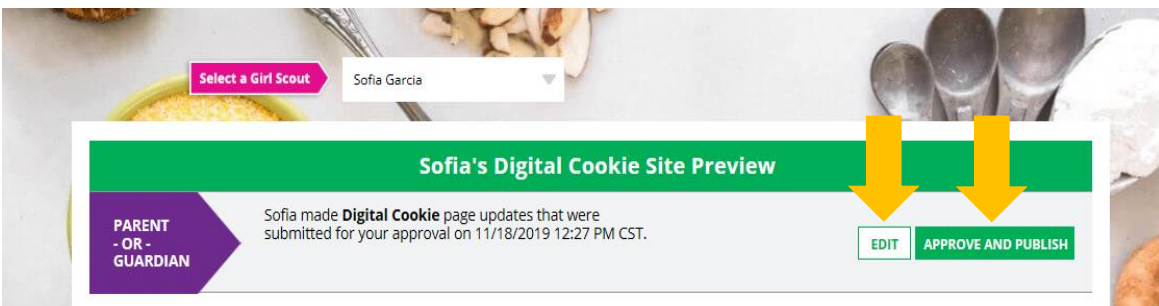 Select a Girl Scout
Sofia Garcia
Sofia's Digital Cookie Site Preview
PARENT
- OR -
GUARDIAN
Sofia made Digital Cookie page updates that were
submitted for your approval on 11/18/2019 12:27 PM CST.
EDIT
APPROVE AND PUBLISH